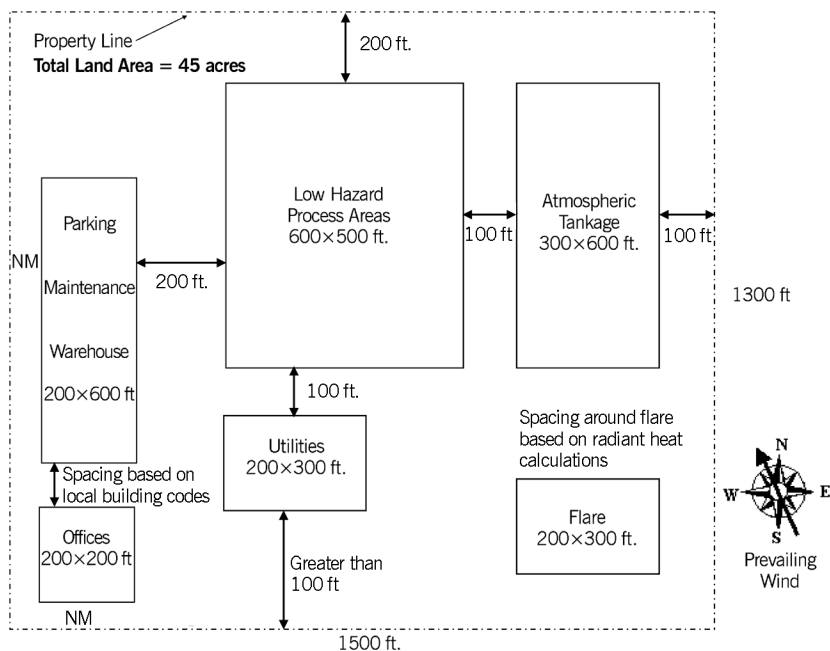 Property Line
Total Land Area = 45 acres
200 ft.
Parking
Maintenance
Warehouse
200×600 ft
NM
200 ft.
Low Hazard
Process Areas
600×500 ft.
100 ft
Atmospheric
Tankage
300×600 ft.
100 ft
1300 ft
100 ft.
Spacing based on
local building codes
Utilities
200×300 ft.
Spacing around flare
based on radiant heat
calculations
Offices
200×200 ft
NM
Greater than
100 ft
Flare
200×300 ft.
N
W
E
S
Prevailing
Wind
1500 ft.